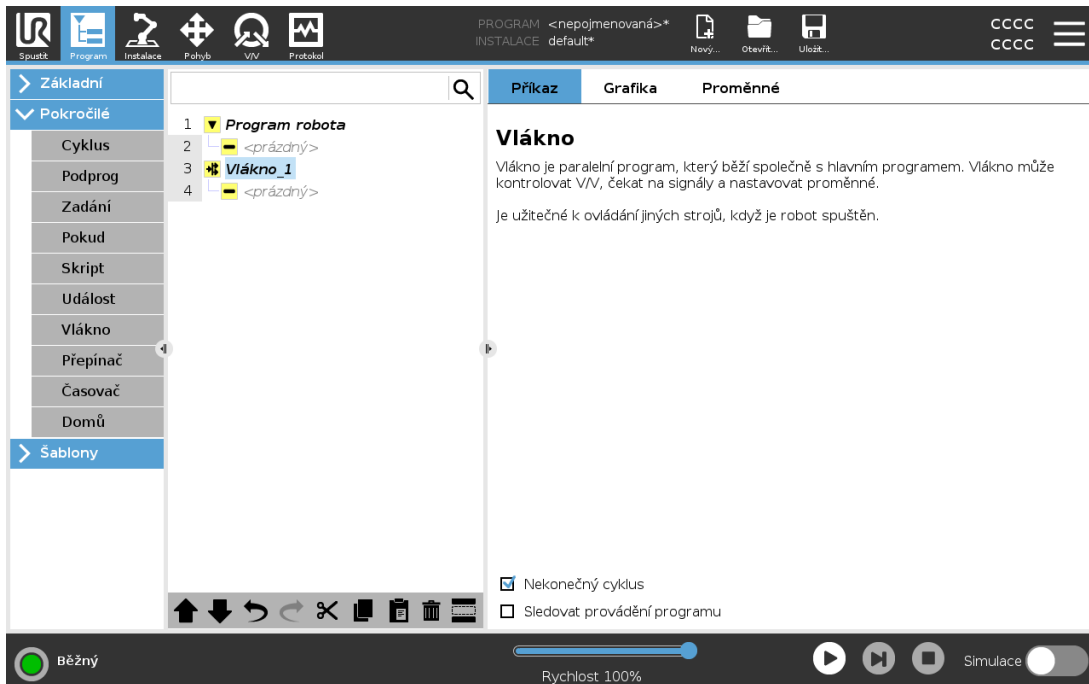 PROGRAM <nepojmenovaná>*
INSTALACE default*
Spustit
Program
Instalace
Pohyb
V/V
Protokol
Nový...
Otevřít...
Uložit...
CCCC
CCCC
Základní
Pokročilé
Cyklus
Podprog
Zadání
Pokud
Skript
Událost
Vlákno
Přepínač
Časovač
Domů
Šablony
1 Program robota
2 <prázdný>
3 Vlákno_1
4 <prázdný>
Příkaz Grafika Proměnné
Vlákno
Vlákno je paralelní program, který běží společně s hlavním programem. Vlákno může
kontrolovat V/V, čekat na signály a nastavovat proměnné.
Je užitečné k ovládání jiných strojů, když je robot spuštěn.
Nekonečný cyklus
Sledovat provádění programu
Běžný
Rychlost 100%
Simulace